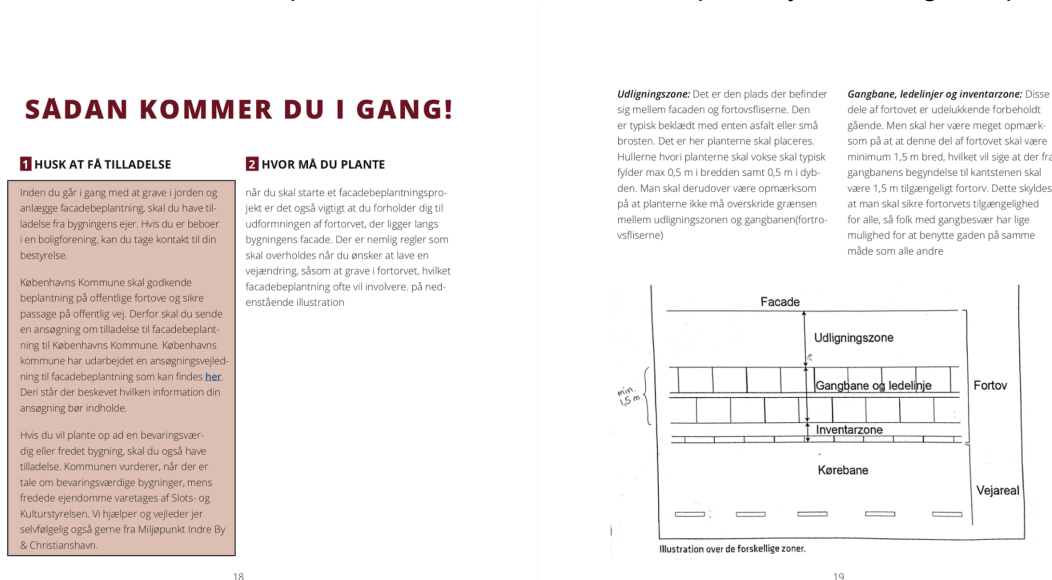 SÅDAN KOMMER DU I GANG!
1 HUSK AT FÅ TILLADELSE
Inden du går i gang med at grave i jorden og
anlægge facadebeplantning, skal du have til-
ladelse fra bygningens ejer. Hvis du er beboer
i en boligforening, kan du tage kontakt til din
bestyrelse.
Københavns Kommune skal godkende
beplantning på offentlige fortove og sikre
passage på offentlig vej. Derfor skal du sende
en ansøgning om tilladelse til facadebeplant-
ning til Københavns Kommune. Københavns
kommune har udarbejdet en ansøgningsvejled-
ning til facadebeplantning som kan findes her.
Deri står der beskevet hvilken information din
ansøgning bør indholde.
Hvis du vil plante op ad en bevaringsvær-
dig eller fredet bygning, skal du også have
tilladelse. Kommunen vurderer, når der er
tale om bevaringsværdige bygninger, mens
fredede ejendomme varetages af Slots- og
Kulturstyrelsen. Vi hjælper og vejleder jer
selvfølgelig også gerne fra Miljøpunkt Indre By
& Christianshavn.
2 HVOR MÅ DU PLANTE
når du skal starte et facadebeplantningspro-
jekt er det også vigtigt at du forholder dig til
udformningen af fortovet, der ligger langs
bygningens facade. Der er nemlig regler som
skal overholdes når du ønsker at lave en
vejændring, såsom at grave i fortovet, hvilket
facadebeplantning ofte vil involvere. på ned-
enstående illustration
18
Udligningszone: Det er den plads der befinder
sig mellem facaden og fortovsfliserne. Den
er typisk beklædt med enten asfalt eller små
brosten. Det er her planterne skal placeres.
Hullerne hvori planterne skal vokse skal typisk
fylder max 0,5 m i bredden samt 0,5 m i dyb-
den. Man skal derudover være opmærksom
på at planterne ikke må overskride grænsen
mellem udligningszonen og gangbanen(fortro-
vsfliserne)
Gangbane, ledelinjer og inventarzone: Disse
dele af fortovet er udelukkende forbeholdt
gående. Men skal her være meget opmærk-
som på at at denne del af fortovet skal være
minimum 1,5 m bred, hvilket vil sige at der fra
gangbanens begyndelse til kantstenen skal
være 1,5 m tilgængeligt fortorv. Dette skyldes
at man skal sikre fortorvets tilgængelighed
for alle, så folk med gangbesvær har lige
mulighed for at benytte gaden på samme
måde som alle andre
Facade
Udligningszone
min.
1,5 m.
Gangbane og ledelinje
Fortov
Inventarzone
Kørebane
Vejareal
Illustration over de forskellige zoner.
19